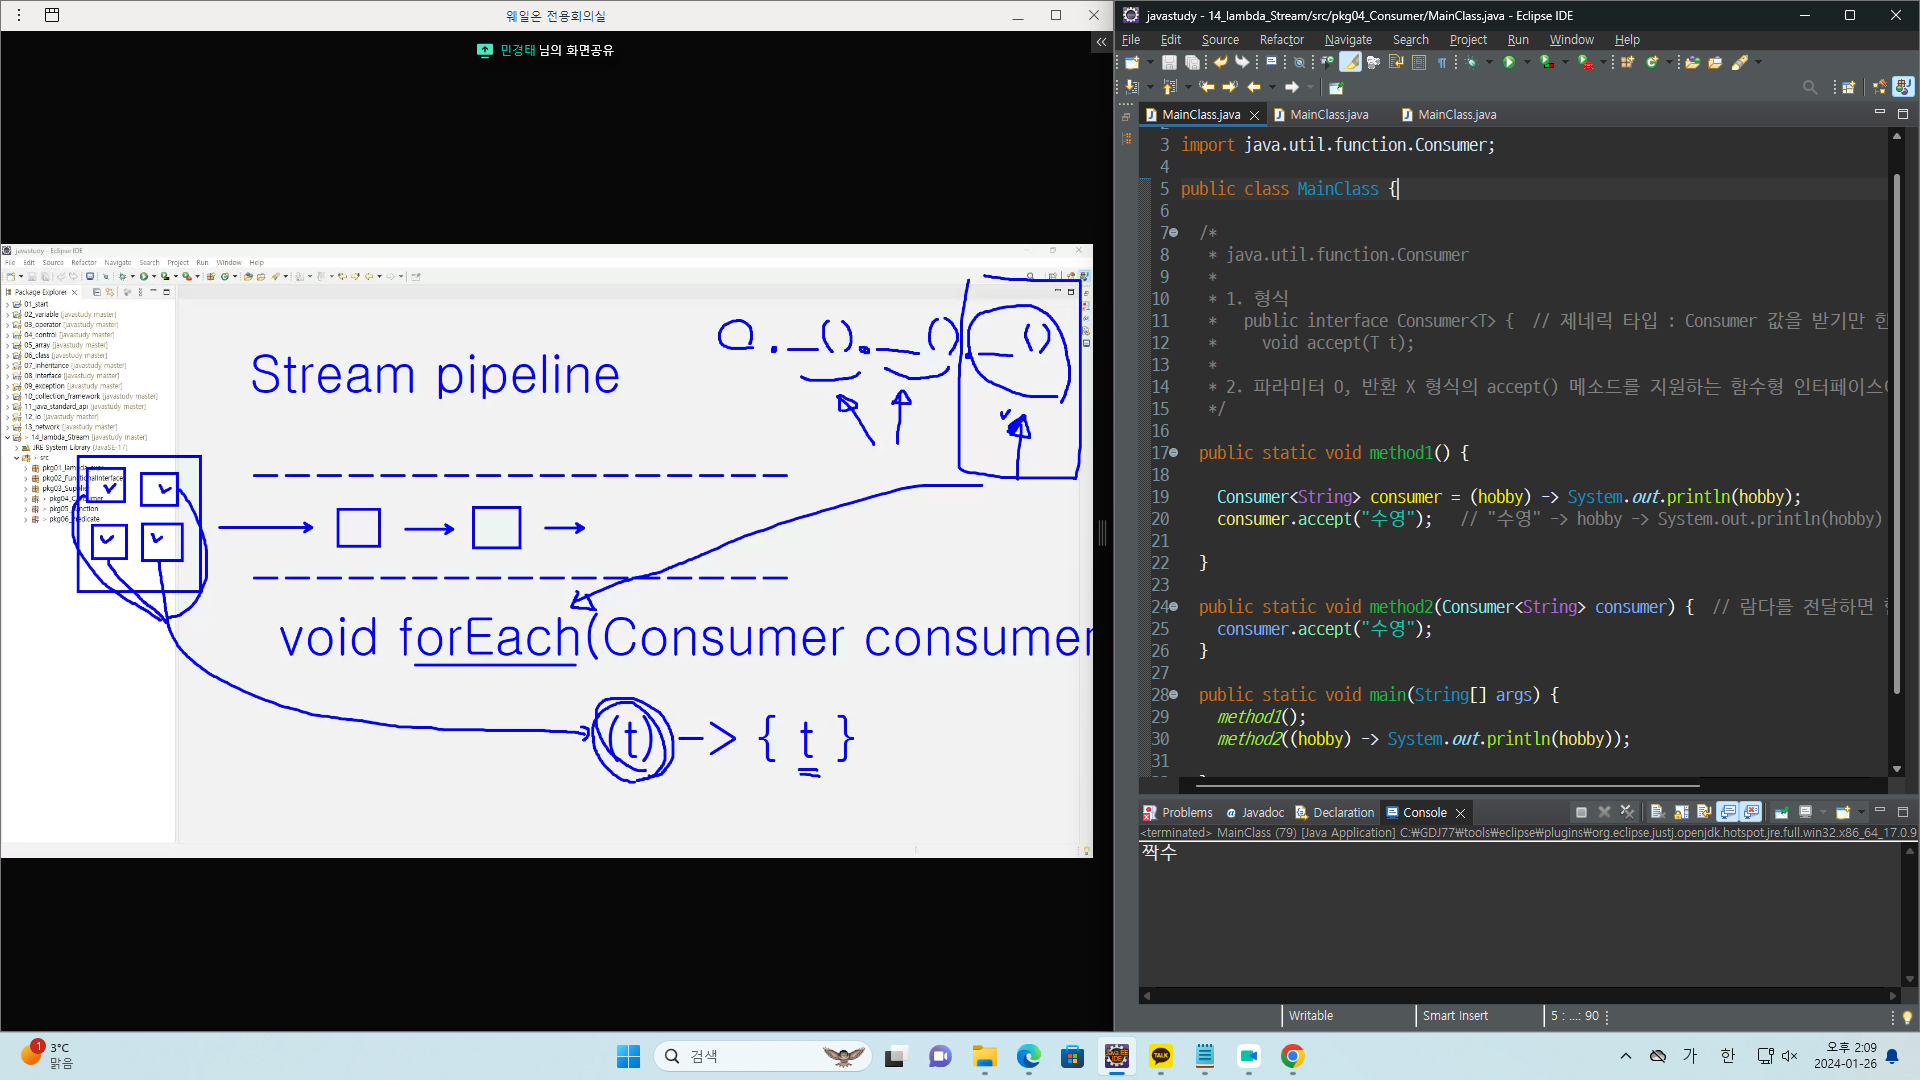 웨일온 전용회의실
민경태 님의 화면공유
javastudy - Eclipse IDE
File Edit Source Refactor Navigate Search Project Run Window Help
Package Explorer
01_start
02_variable [javastudy master]
03_operator [javastudy master]
04_control [javastudy master]
05_array [javastudy master]
06_class [javastudy master]
07_inheritance [javastudy master]
08_interface [javastudy master]
09_exception [javastudy master]
10_collection_framework [javastudy master]
11_java_standard_api [javastudy master]
12_io [javastudy master]
13_network [javastudy master]
> 14_lambda_Stream [javastudy master]
JRE System Library [JavaSE-17]
> src
Stream pipeline
void forEach(Consumer consumer
(t) -> { t }
javastudy - 14_lambda_Stream/src/pkg04_Consumer/MainClass.java - Eclipse IDE
File Edit Source Refactor Navigate Search Project Run Window Help
MainClass.java MainClass.java MainClass.java
3 import java.util.function.Consumer;
4
5 public class MainClass {
6
7 /*
8 * java.util.function.Consumer
9 *
10 * 1. 형식
11 * public interface Consumer<T> { // 제네릭 타입 : Consumer 값을 받기만 한
12 * void accept(T t);
13 *
14 * 2. 파라미터 O, 반환 X 형식의 accept() 메소드를 지원하는 함수형 인터페이스
15 */
16
17 public static void method1() {
18
19 Consumer<String> consumer = (hobby) -> System.out.println(hobby);
20 consumer.accept("수영"); // "수영" -> hobby -> System.out.println(hobby)
21
22 }
23
24 public static void method2(Consumer<String> consumer) { // 람다를 전달하면
25 consumer.accept("수영");
26 }
27
28 public static void main(String[] args) {
29 method1();
30 method2((hobby) -> System.out.println(hobby));
31
Problems Javadoc Declaration Console
<terminated> MainClass (79) [Java Application] C:₩GDJ77₩tools₩eclipse₩plugins₩org.eclipse.justj.openjdk.hotspot.jre.full.win32.x86_64_17.0.9
짝수
Writable Smart Insert 5 : ...: 90
1
3°C
맑음
검색
가 한
오후 2:09
2024-01-26